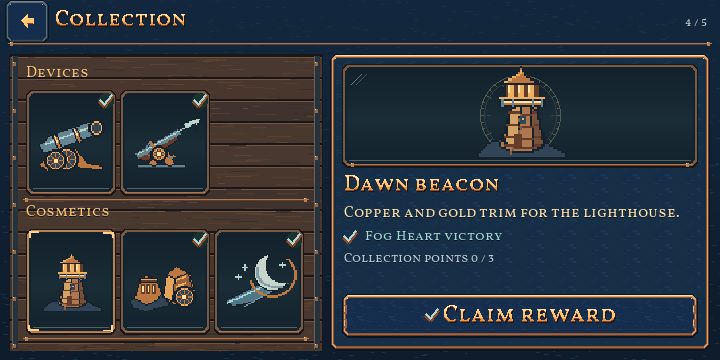 Collection
4 / 5
Devices
Cosmetics
Dawn beacon
Copper and gold trim for the lighthouse.
Fog Heart victory
Collection points 0 / 3
Claim reward